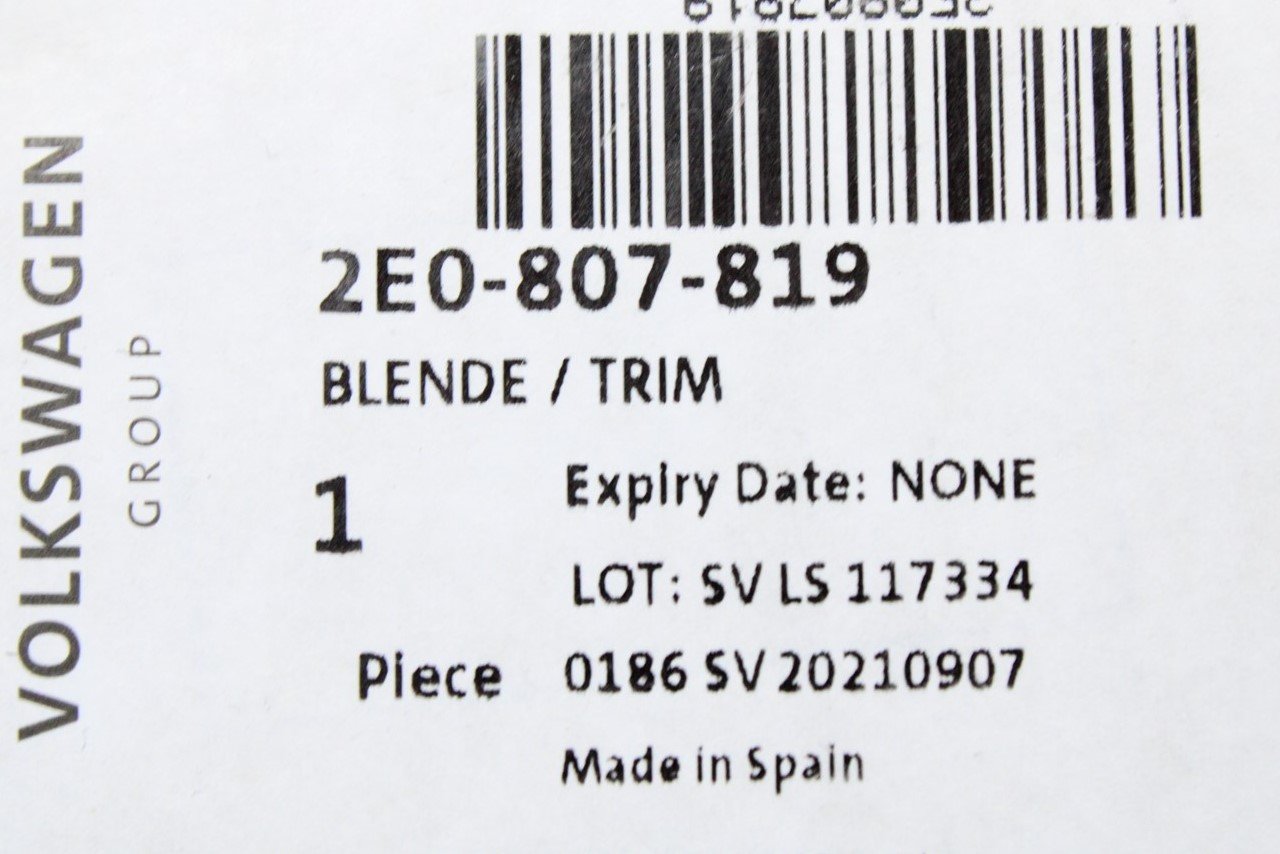 2E0-807-819
BLENDE / TRIM
1
Expiry Date: NONE
LOT: SV LS 117334
Piece
0186 SV 20210907
Made in Spain
VOLKSWAGEN
GROUP